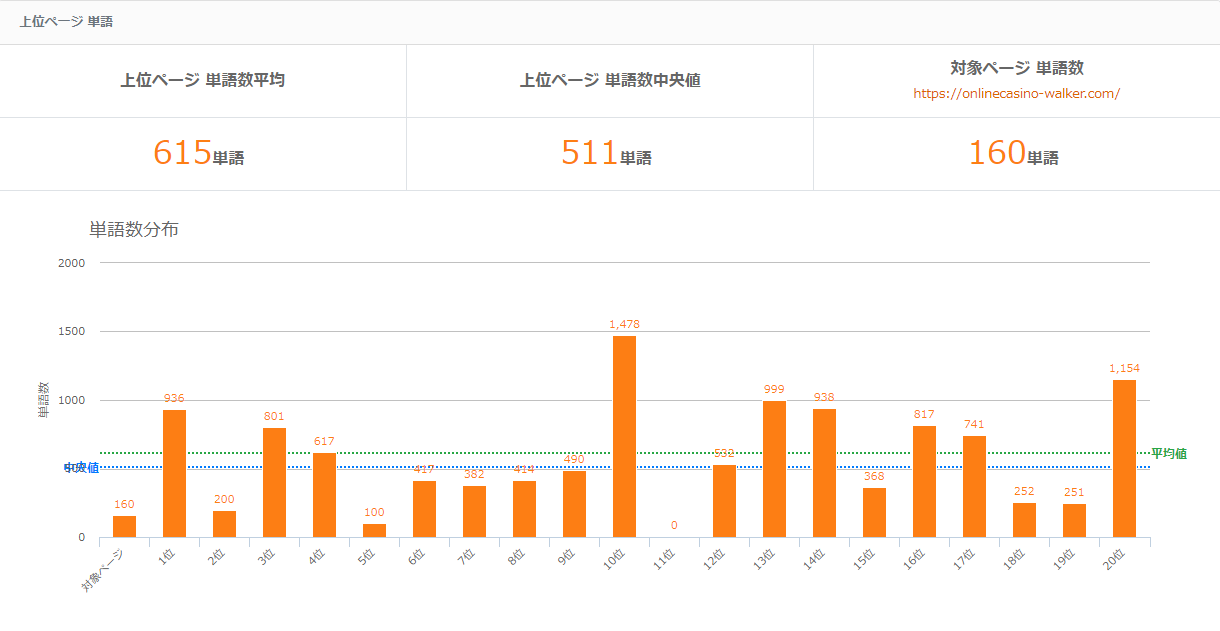 上位ページ 単語
上位ページ 単語数平均
上位ページ 単語数中央値
対象ページ 単語数
https://onlinecasino-walker.com/
615単語
511単語
160単語
単語数分布
2000
1500
1000
0
単語数
中央値
平均値
160
936
200
801
617
100
417
382
414
490
1,478
0
532
999
938
368
817
741
252
251
1,154
対象ページ
1位
2位
3位
4位
5位
6位
7位
8位
9位
10位
11位
12位
13位
14位
15位
16位
17位
18位
19位
20位